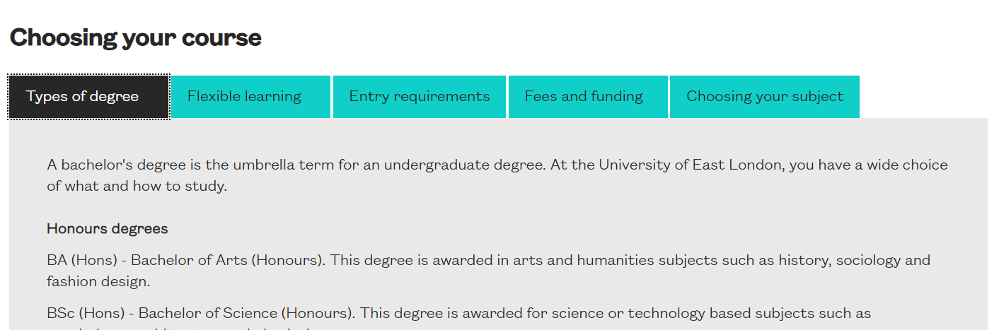 Choosing your course
Types of degree
Flexible learning
Entry requirements
Fees and funding
Choosing your subject
A bachelor's degree is the umbrella term for an undergraduate degree. At the University of East London, you have a wide choice
of what and how to study.
Honours degrees
BA (Hons) - Bachelor of Arts (Honours). This degree is awarded in arts and humanities subjects such as history, sociology and
fashion design.
BSc (Hons) - Bachelor of Science (Honours). This degree is awarded for science or technology based subjects such as